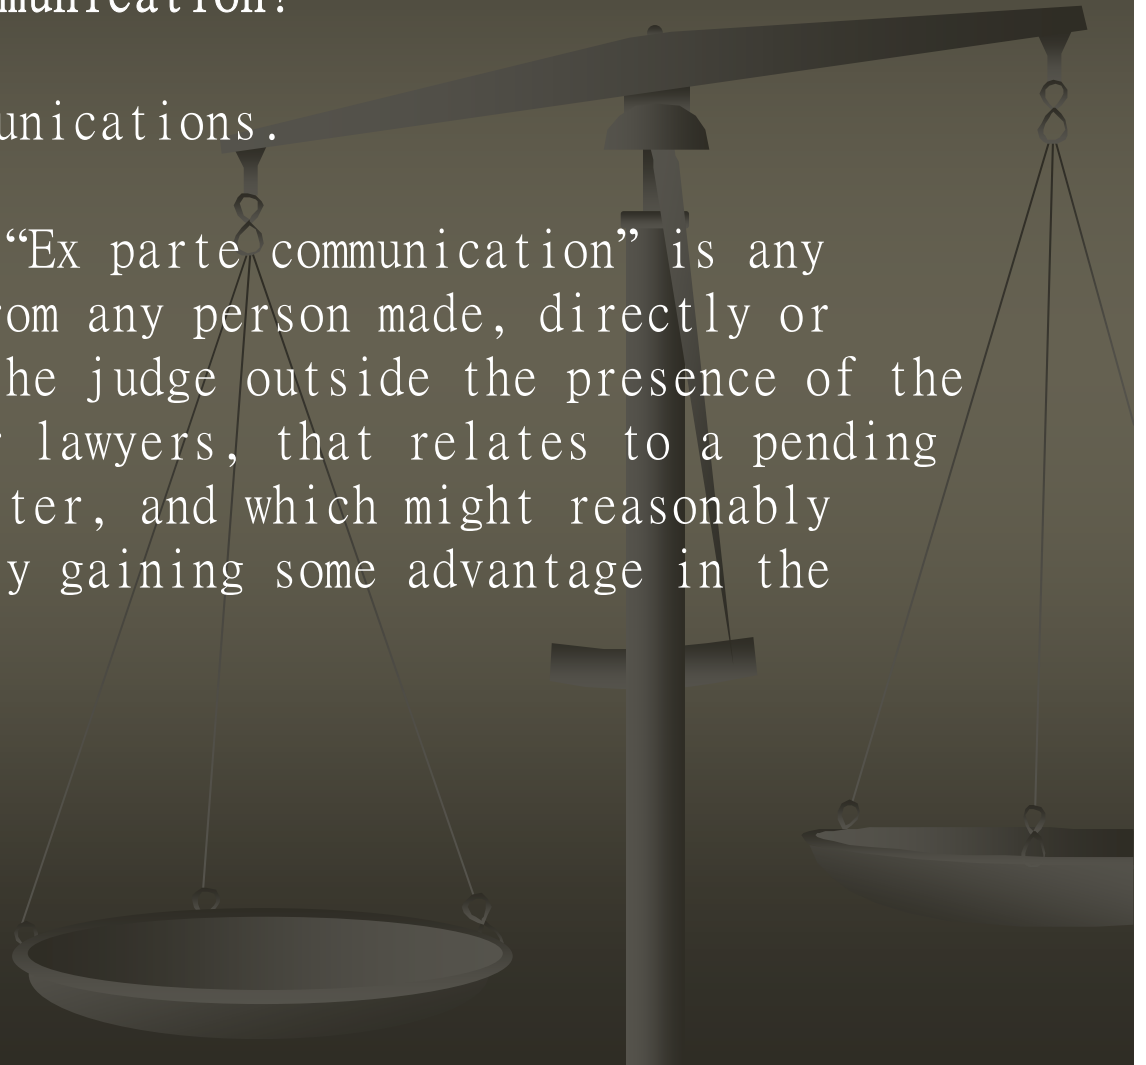 unications.
“Ex parte communication” is any
om any person made, directly or
he judge outside the presence of the
lawyers, that relates to a pending
ter, and which might reasonably
y gaining some advantage in the